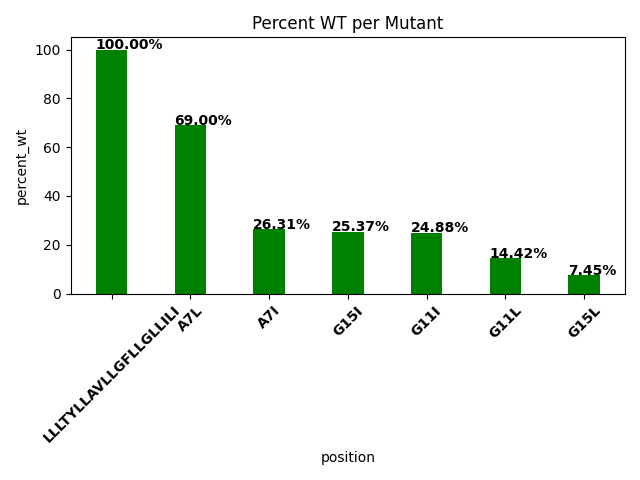 Percent WT per Mutant
percent_wt
100
80
60
40
20
0
100.00%
69.00%
26.31%
25.37%
24.88%
14.42%
7.45%
LLLTYLLAVLLGFLLGLLILI
A7L
A7I
G15I
G11I
G11L
G15L
position